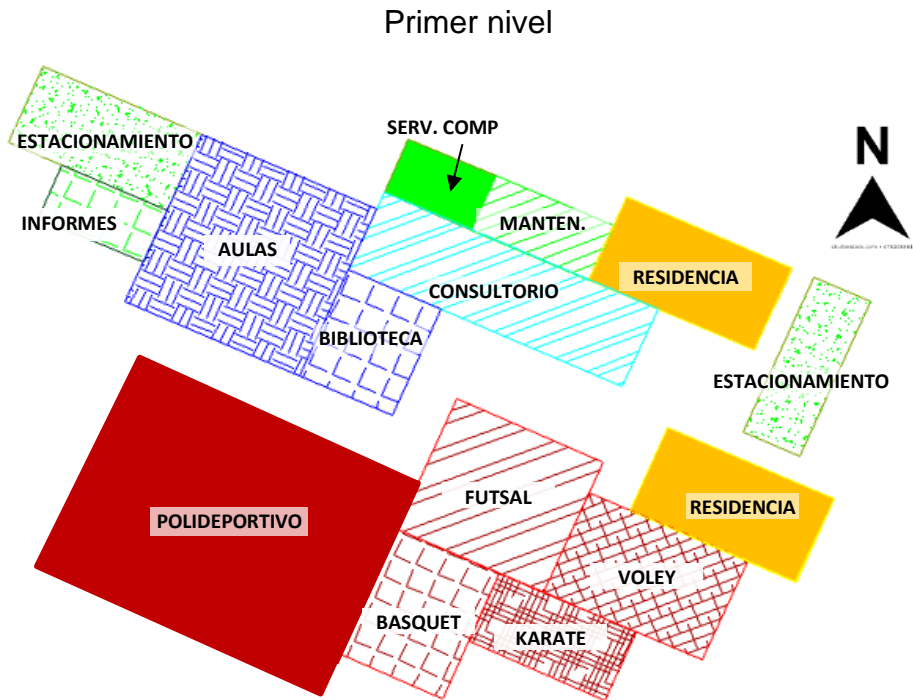 Primer nivel
SERV. COMP
ESTACIONAMIENTO
N
INFORMES
MANTEN.
AULAS
RESIDENCIA
CONSULTORIO
BIBLIOTECA
ESTACIONAMIENTO
FUTSAL
RESIDENCIA
POLIDEPORTIVO
VOLEY
BASQUET
KARATE